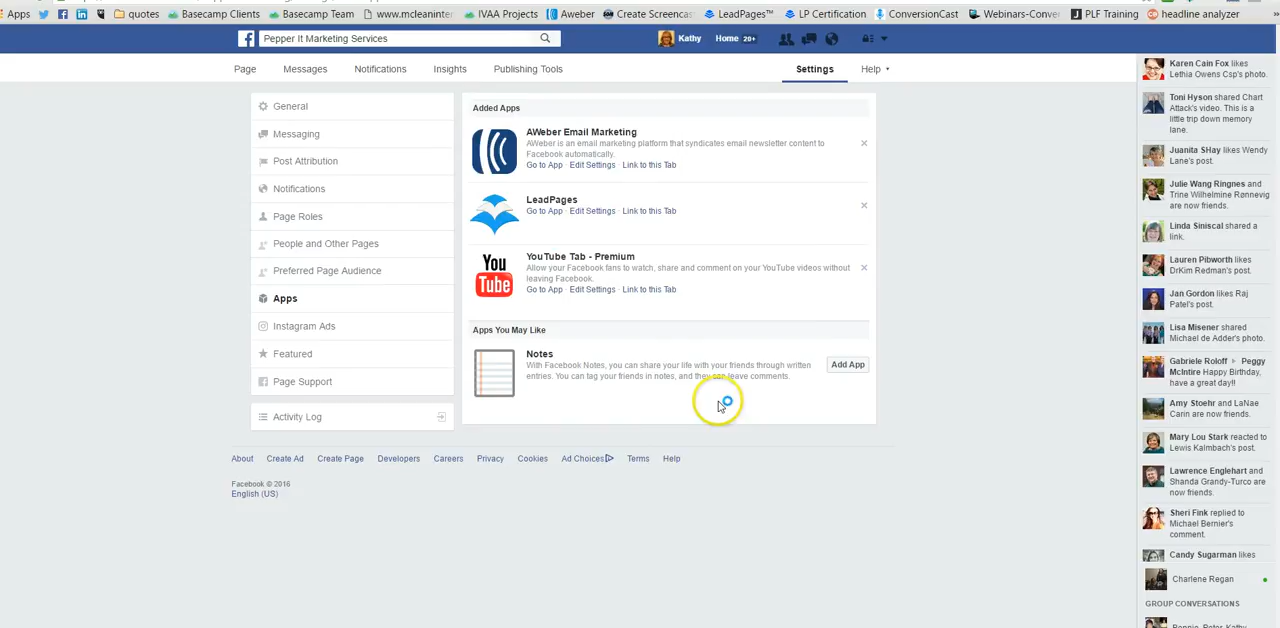 Apps
quotes
Basecamp Clients
Basecamp Team
www.mcleaninter
IVAA Projects
Aweber
Create Screencas
LeadPages™
LP Certification
ConversionCast
Webinars-Conver
PLF Training
headline analyzer
»
Pepper It Marketing Services
Kathy
Home 20+
Page
Messages
Notifications
Insights
Publishing Tools
Settings
Help
General
Messaging
Post Attribution
Notifications
Page Roles
People and Other Pages
Preferred Page Audience
Apps
Instagram Ads
Featured
Page Support
Activity Log
Added Apps
AWeber Email Marketing
AWeber is an email marketing platform that syndicates email newsletter content to
Facebook automatically.
Go to App · Edit Settings · Link to this Tab
LeadPages
Go to App · Edit Settings · Link to this Tab
You
Tube
YouTube Tab - Premium
Allow your Facebook fans to watch, share and comment on your YouTube videos without
leaving Facebook.
Go to App · Edit Settings · Link to this Tab
Apps You May Like
Notes
With Facebook Notes, you can share your life with your friends through written
entries. You can tag your friends in notes, and they can leave comments.
Add App
About
Create Ad
Create Page
Developers
Careers
Privacy
Cookies
Ad Choices
Terms
Help
Facebook © 2016
English (US)
Karen Cain Fox likes
Lethia Owens Csp's photo.
Toni Hyson shared Chart
Attack's video. This is a
little trip down memory
lane.
Juanita SHay likes Wendy
Lane's post.
Julie Wang Ringnes and
Trine Wilhelmine Rønnevig
are now friends.
Linda Siniscal shared a
link.
Lauren Pibworth likes
DrKim Redman's post.
Jan Gordon likes Raj
Patel's post.
Lisa Misener shared
Michael de Adder's photo.
Gabriele Roloff Peggy
McIntire Happy Birthday,
have a great day!!
Amy Stoehr and LaNae
Carin are now friends.
Mary Lou Stark reacted to
Lewis Kalmbach's post.
Lawrence Englehart and
Shanda Grandy-Turco are
now friends.
Sheri Fink replied to
Michael Bernier's
comment.
Candy Sugarman likes
Charlene Regan
GROUP CONVERSATIONS
Bonnie, Peter, Kathy